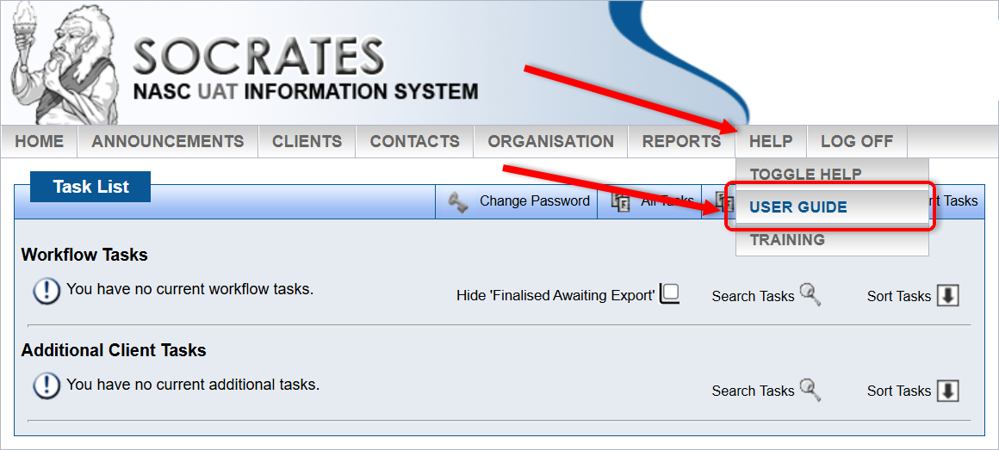 SOCRATES
NASC UAT INFORMATION SYSTEM
HOME ANNOUNCEMENTS CLIENTS CONTACTS ORGANISATION REPORTS HELP LOG OFF
TOGGLE HELP
Task List
Change Password All Tasks USER GUIDE nt Tasks
TRAINING
Workflow Tasks
You have no current workflow tasks.
Hide 'Finalised Awaiting Export' Search Tasks Sort Tasks
Additional Client Tasks
You have no current additional tasks.
Search Tasks Sort Tasks